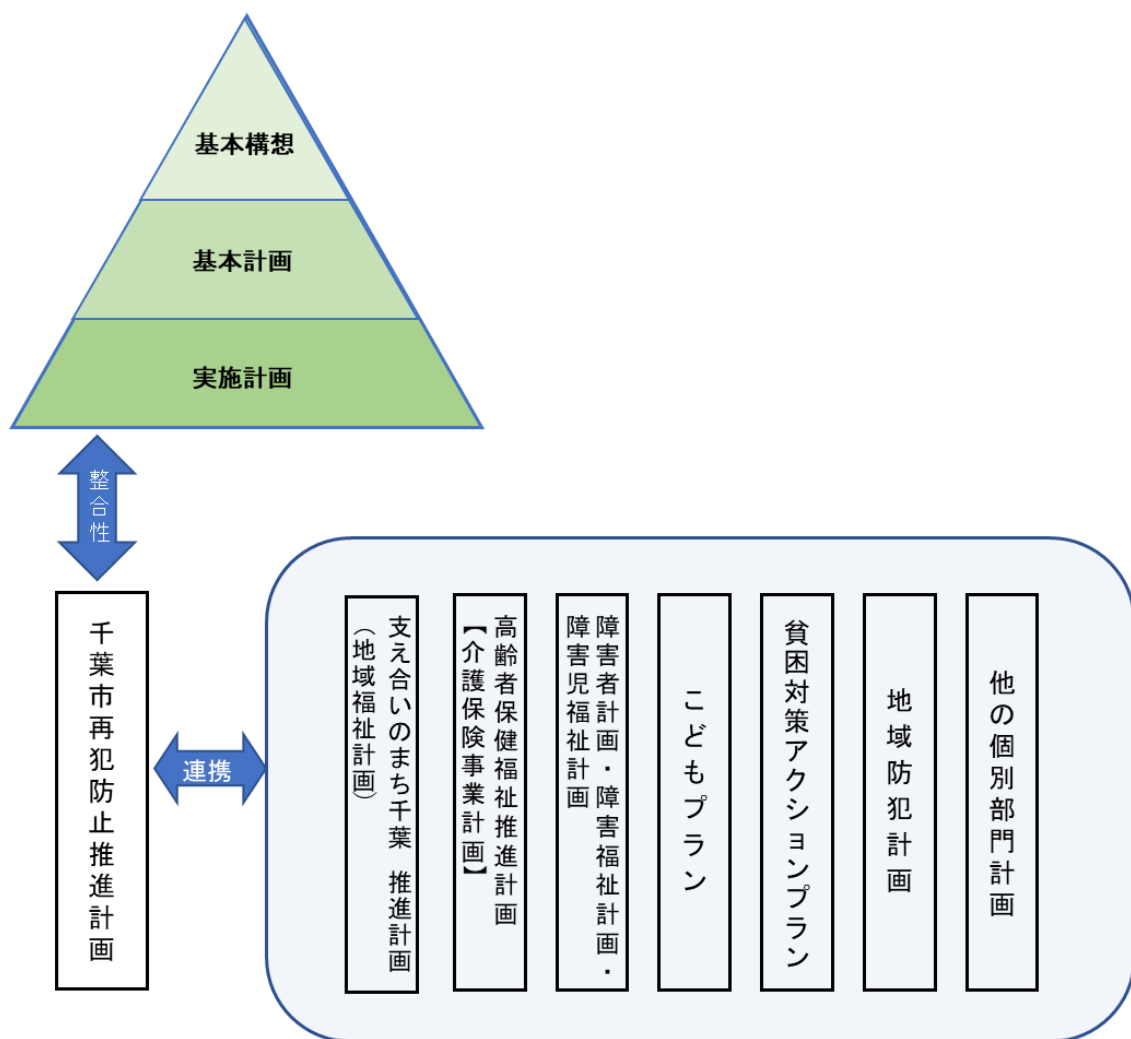 基本構想
基本計画
実施計画
整合性
千葉市再犯防止推進計画
連携
支え合いのまち千葉 推進計画
（地域福祉計画）
高齢者保健福祉推進計画
【介護保険事業計画】
障害者計画・障害福祉計画・
障害児福祉計画
こどもプラン
貧困対策アクションプラン
地域防犯計画
他の個別部門計画